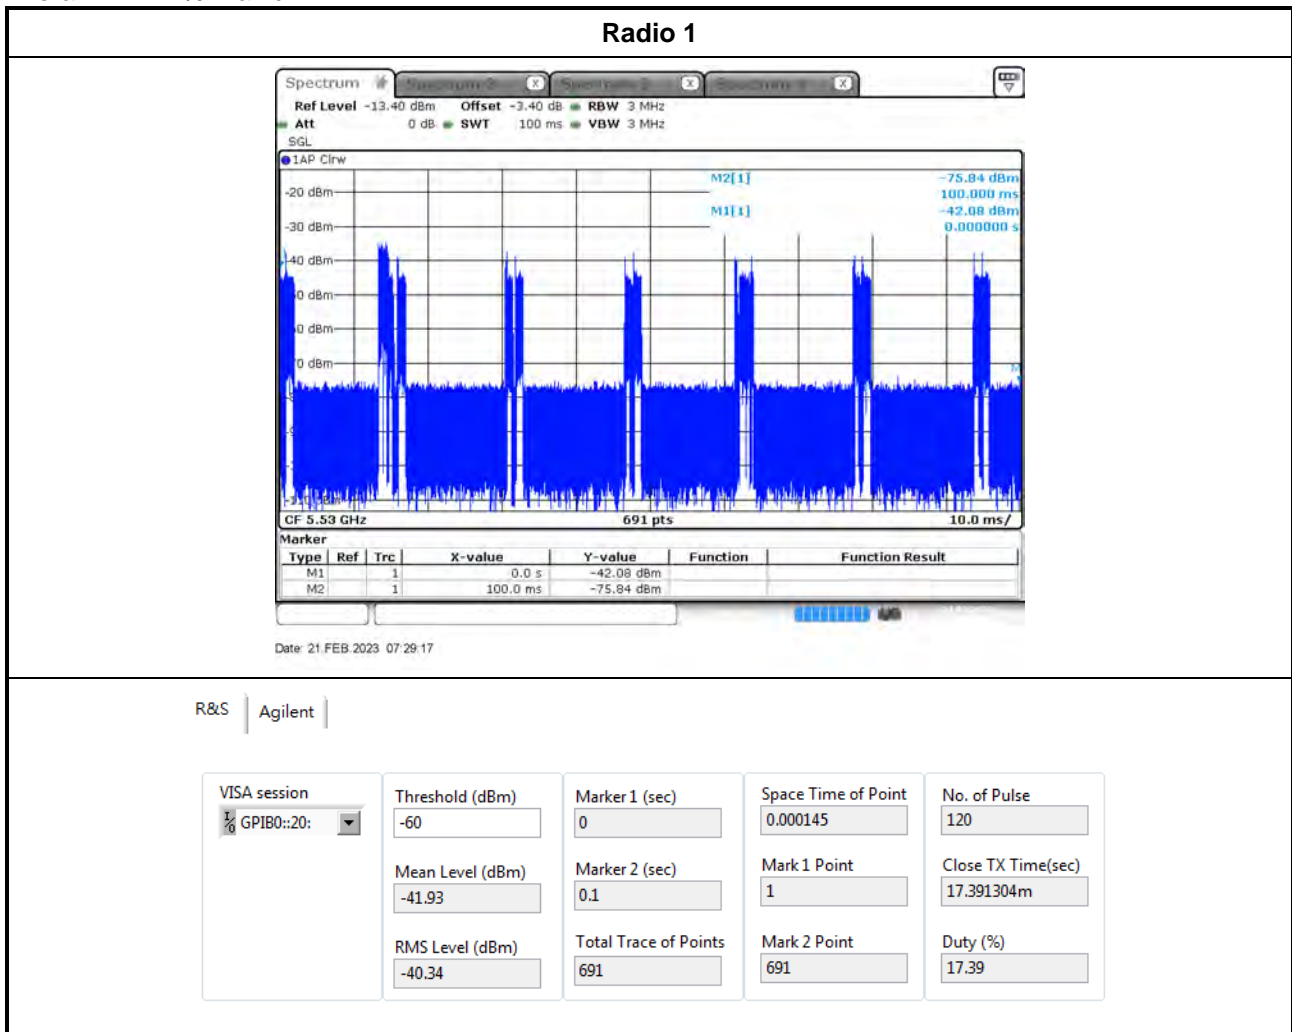 Radio 1
Spectrum
Ref Level -13.40 dBm Offset -3.40 dB RBW 3 MHz
Att 0 dB SWT 100 ms VBW 3 MHz
SGL
1AP Clrw
M2[1] -75.84 dBm
100.000 ms
M1[1] -42.08 dBm
0.000000 s
-20 dBm
-30 dBm
-40 dBm
0 dBm
0 dBm
0 dBm
CF 5.53 GHz 691 pts 10.0 ms/
Marker
Type Ref Trc X-value Y-value Function Function Result
M1 1 0.0 s -42.08 dBm
M2 1 100.0 ms -75.84 dBm
Date: 21.FEB.2023 07:29:17
R&S Agilent
VISA session Threshold (dBm) Marker 1 (sec) Space Time of Point No. of Pulse
GPIB0::20: -60 0 0.000145 120
Mean Level (dBm) Marker 2 (sec) Mark 1 Point Close TX Time(sec)
-41.93 0.1 1 17.391304m
RMS Level (dBm) Total Trace of Points Mark 2 Point Duty (%)
-40.34 691 691 17.39